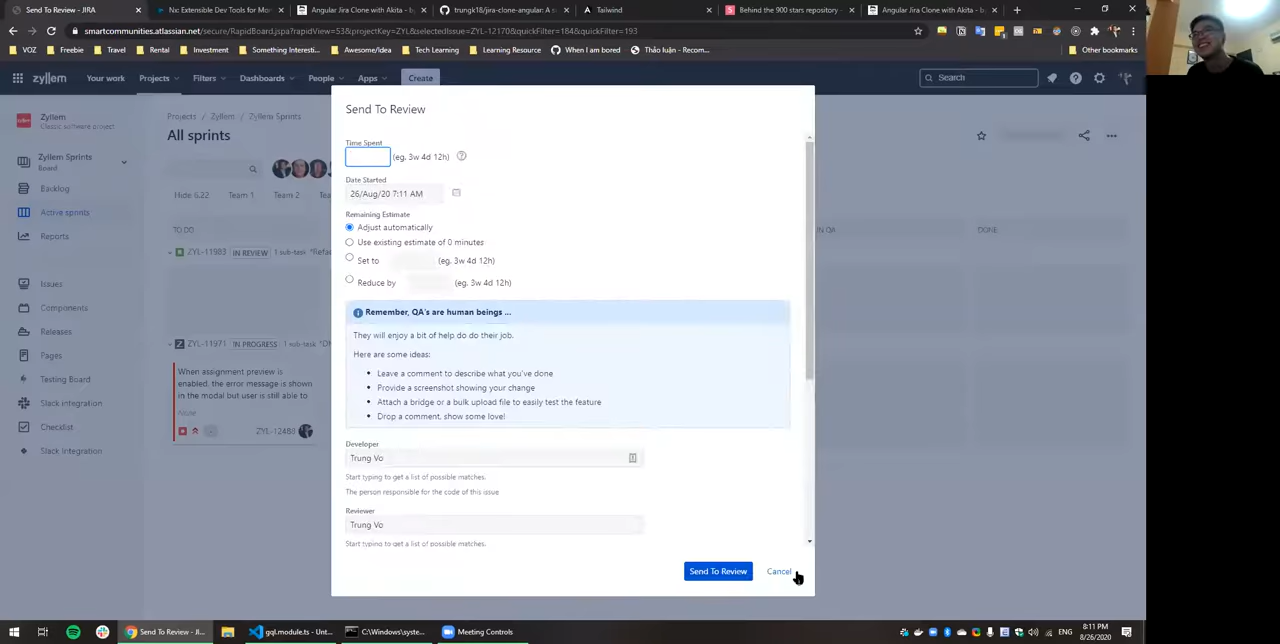 Send To Review - JIRA
Nx: Extensible Dev Tools for Mon
Angular Jira Clone with Akita - b
trungk18/jira-clone-angular: A s
Tailwind
Behind the 900 stars repository -
Angular Jira Clone with Akita - b
smartcommunities.atlassian.net/secure/RapidBoard.jspa?rapidView=53&projectKey=ZYL&selectedIssue=ZYL-12170&quickFilter=184&quickFilter=193
VOZ
Freebie
Travel
Rental
Investment
Something Interesti...
Awesome/Idea
Tech Learning
Learning Resource
When I am bored
Thảo luận - Recom...
Other bookmarks
zyllem
Your work
Projects
Filters
Dashboards
People
Apps
Create
Search
Zyllem
Classic software project
Zyllem Sprints
Board
Backlog
Active sprints
Reports
Issues
Components
Releases
Pages
Testing Board
Slack integration
Checklist
Slack Integration
Projects / Zyllem / Zyllem Sprints
All sprints
Hide 6.22
Team 1
Team 2
TO DO
IN QA
DONE
ZYL-11983 IN REVIEW 1 sub-task
ZYL-11971 IN PROGRESS 1 sub-task
When assignment preview is
enabled, the error message is shown
in the modal but user is still able to
None
ZYL-12488
Send To Review
Time Spent
(eg. 3w 4d 12h)
Date Started
26/Aug/20 7:11 AM
Remaining Estimate
Adjust automatically
Use existing estimate of 0 minutes
Set to (eg. 3w 4d 12h)
Reduce by (eg. 3w 4d 12h)
Remember, QA's are human beings ...
They will enjoy a bit of help do do their job.
Here are some ideas:
Leave a comment to describe what you've done
Provide a screenshot showing your change
Attach a bridge or a bulk upload file to easily test the feature
Drop a comment, show some love!
Developer
Trung Vo
Start typing to get a list of possible matches.
The person responsible for the code of this issue
Reviewer
Trung Vo
Start typing to get a list of possible matches.
Send To Review
Cancel
Send To Review - JI...
gql.module.ts - Unt...
C:\Windows\syste...
Meeting Controls
ENG
8:11 PM
8/26/2020